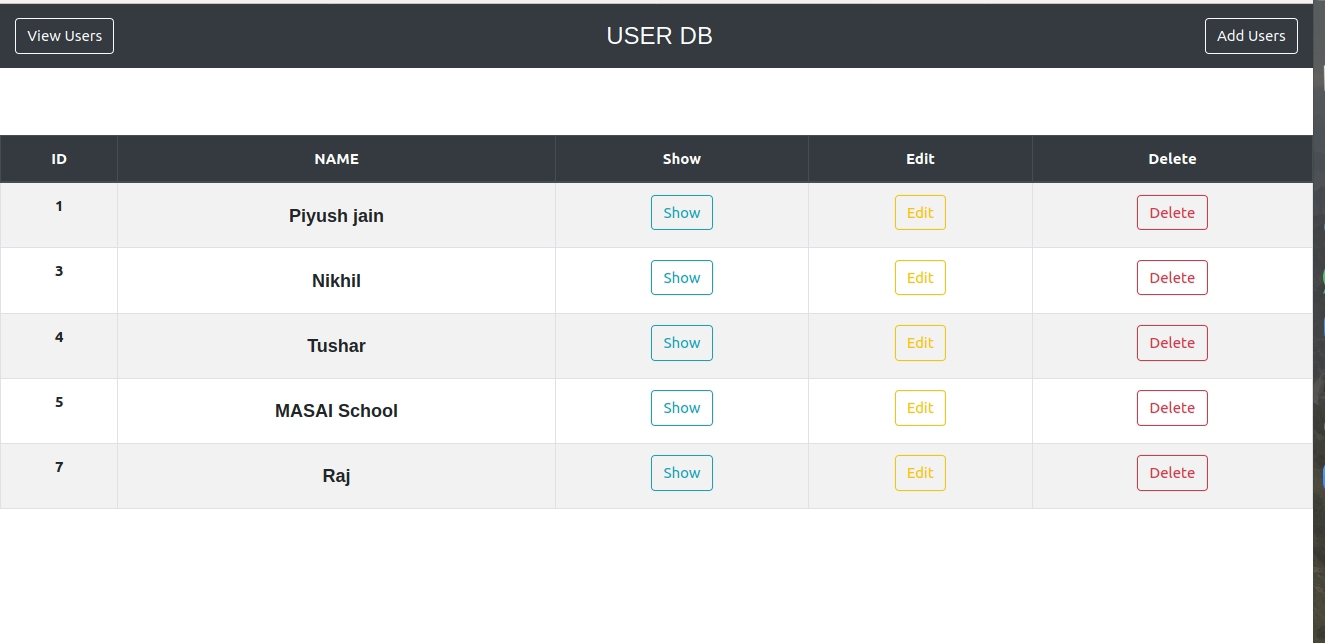 View Users USER DB Add Users
ID NAME Show Edit Delete
1 Piyush jain Show Edit Delete
3 Nikhil Show Edit Delete
4 Tushar Show Edit Delete
5 MASAI School Show Edit Delete
7 Raj Show Edit Delete